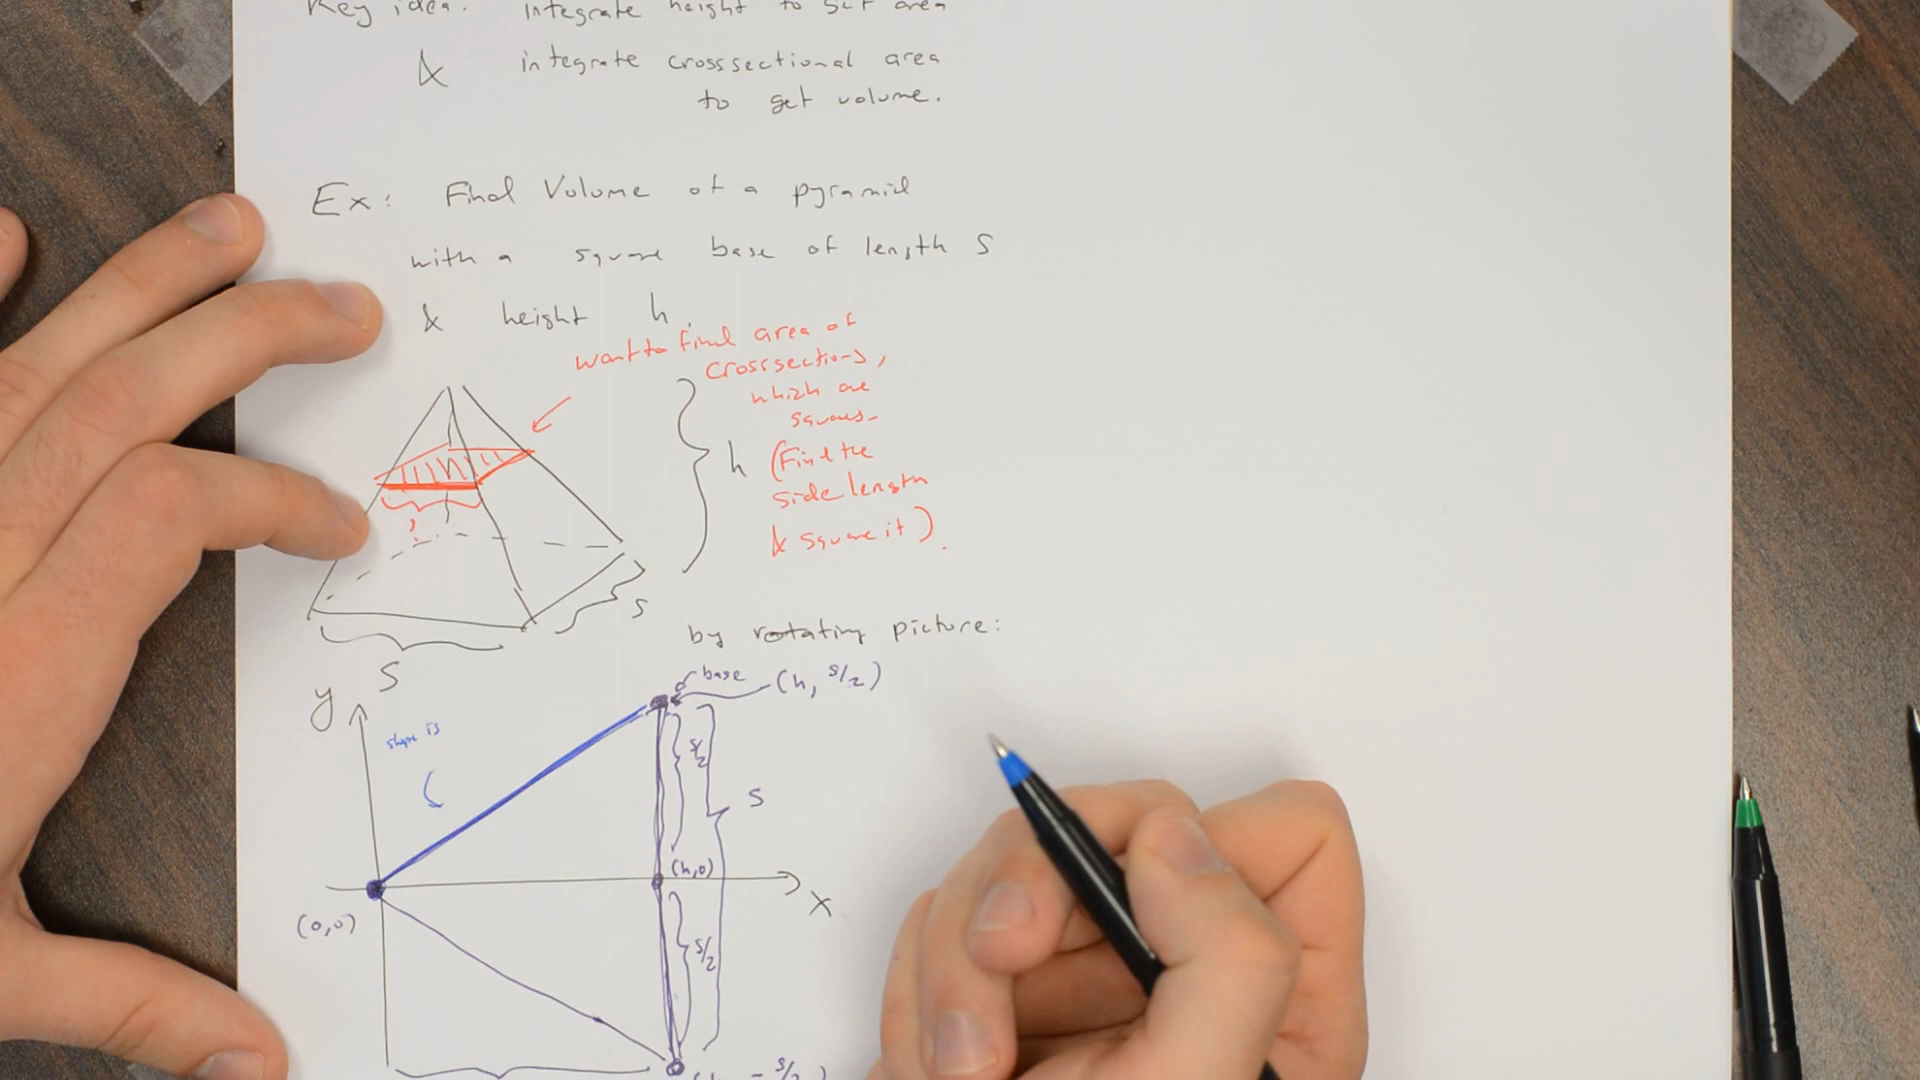 Key idea: integrate height to get area
& integrate crosssectional area
to get volume.
Ex: Find Volume of a pyramid
with a square base of length S
& height h.
want to find area of
crosssections,
which are
squares
(Find the
side length
& square it).
h
?
S
S
by rotating picture:
base (h, S/2)
y
slope is
S/2
S
(h,0)
x
(0,0)
S/2
- S/2)